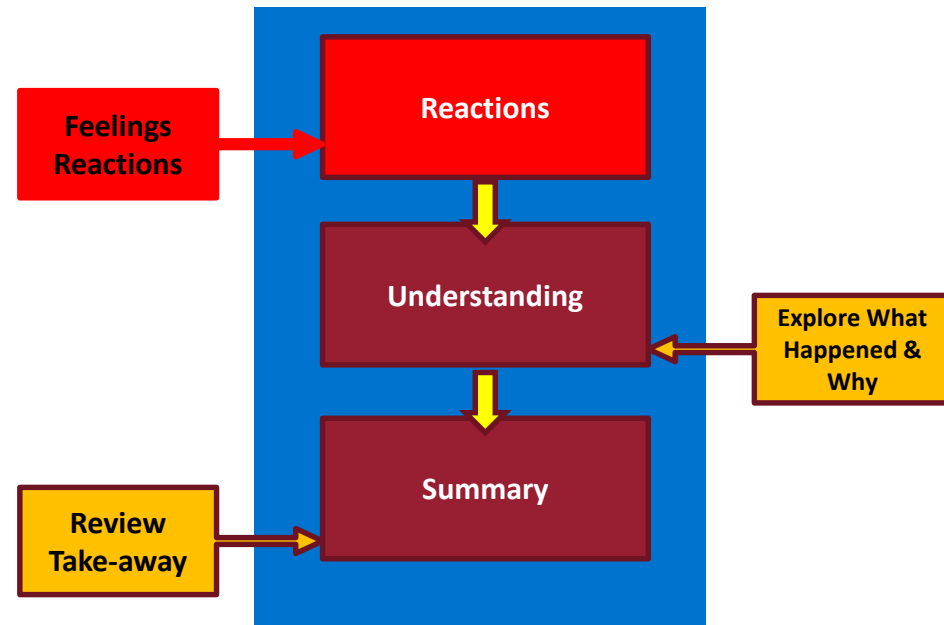 Reactions
Feelings
Reactions
Understanding
Explore What
Happened &
Why
Summary
Review
Take-away